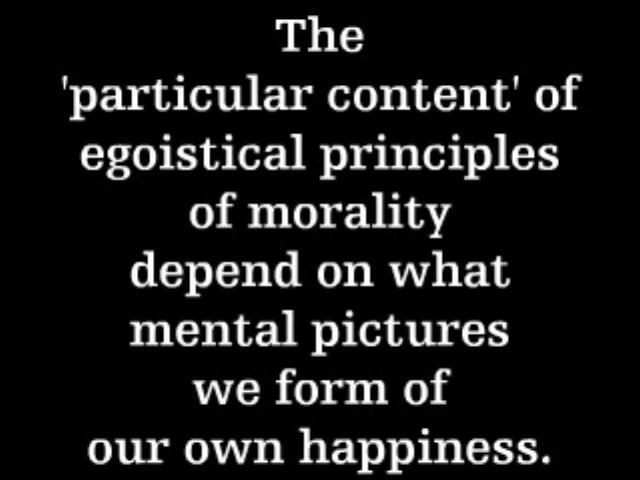 The
'particular content' of
egoistical principles
of morality
depend on what
mental pictures
we form of
our own happiness.